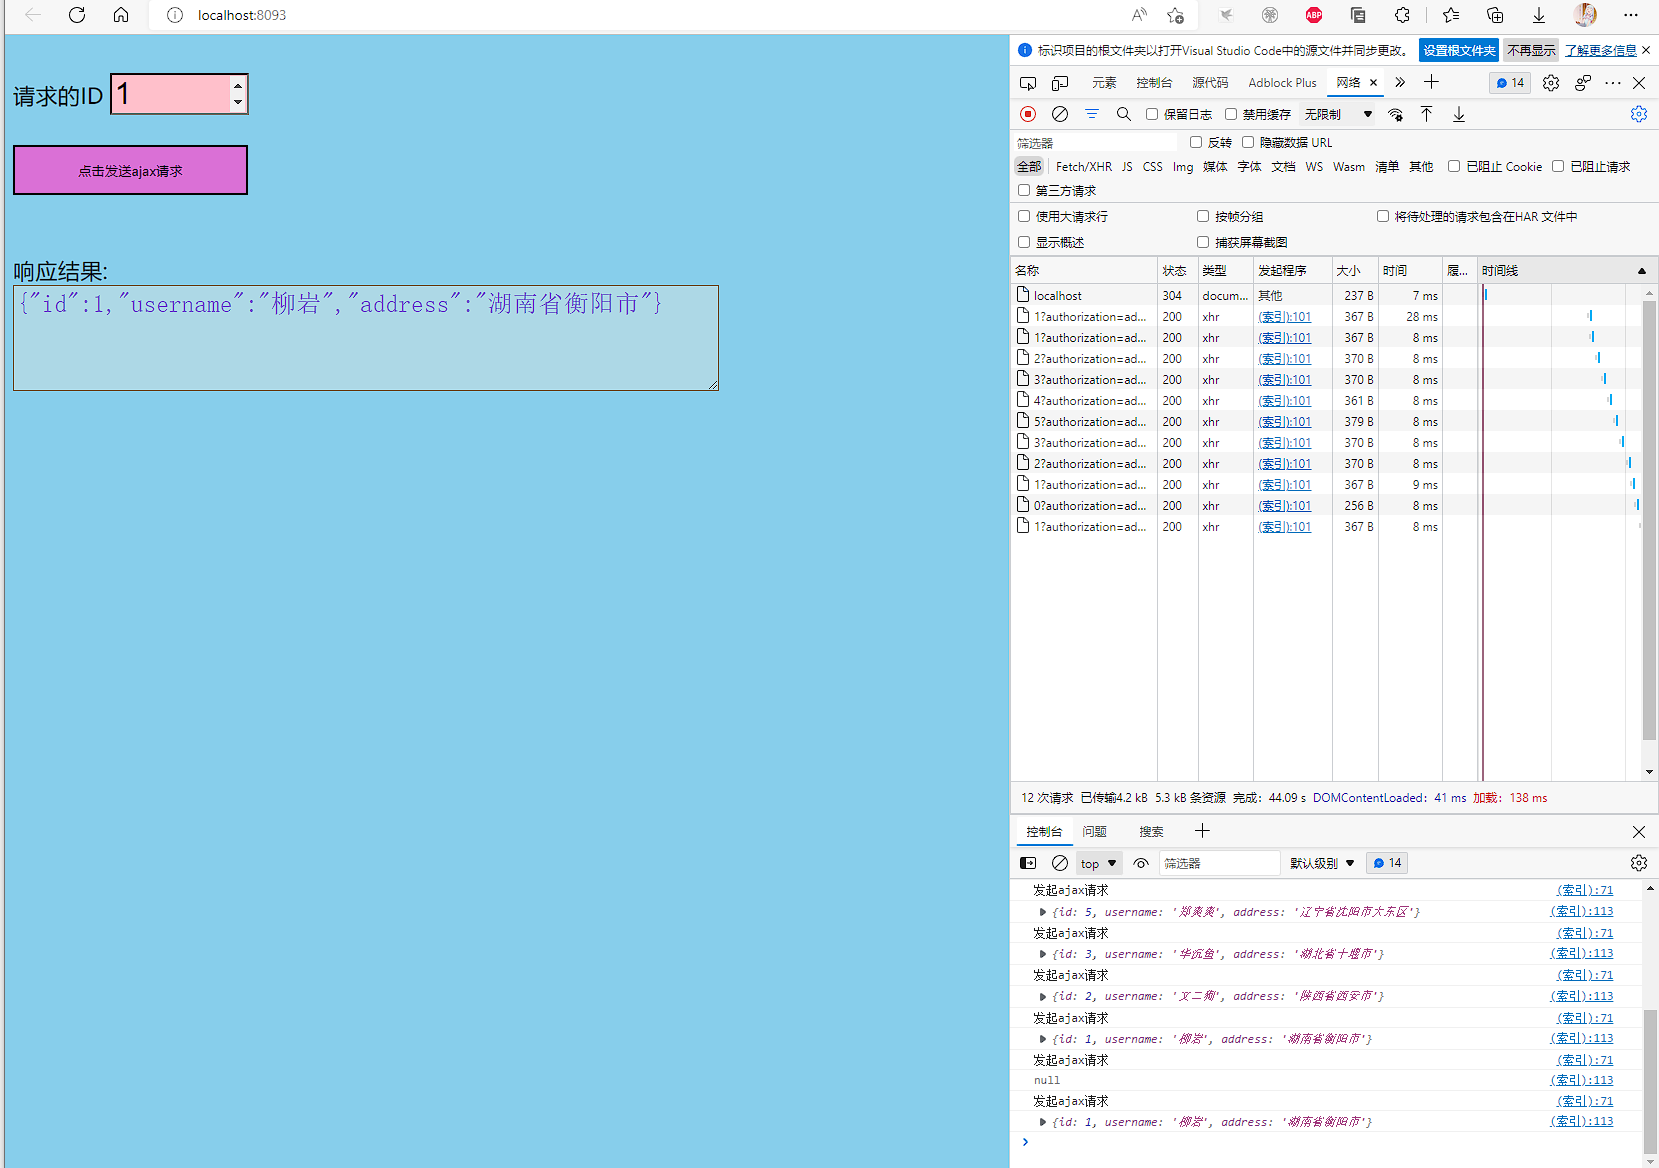 localhost:8093
标识项目的根文件夹以打开Visual Studio Code中的源文件并同步更改。 设置根文件夹 不再显示 了解更多信息
请求的ID 1
点击发送ajax请求
响应结果:
{"id":1,"username":"柳岩","address":"湖南省衡阳市"}
元素 控制台 源代码 Adblock Plus 网络 14
保留日志 禁用缓存 无限制
筛选器 反转 隐藏数据 URL
全部 Fetch/XHR JS CSS Img 媒体 字体 文档 WS Wasm 清单 其他 已阻止 Cookie 已阻止请求
第三方请求
使用大请求行 按帧分组 将待处理的请求包含在HAR 文件中
显示概述 捕获屏幕截图
名称 状态 类型 发起程序 大小 时间 履... 时间线
localhost 304 docum... 其他 237 B 7 ms
1?authorization=ad... 200 xhr (索引):101 367 B 28 ms
1?authorization=ad... 200 xhr (索引):101 367 B 8 ms
2?authorization=ad... 200 xhr (索引):101 370 B 8 ms
3?authorization=ad... 200 xhr (索引):101 370 B 8 ms
4?authorization=ad... 200 xhr (索引):101 361 B 8 ms
5?authorization=ad... 200 xhr (索引):101 379 B 8 ms
3?authorization=ad... 200 xhr (索引):101 370 B 8 ms
2?authorization=ad... 200 xhr (索引):101 370 B 8 ms
1?authorization=ad... 200 xhr (索引):101 367 B 9 ms
0?authorization=ad... 200 xhr (索引):101 256 B 8 ms
1?authorization=ad... 200 xhr (索引):101 367 B 8 ms
12 次请求 已传输4.2 kB 5.3 kB 条资源 完成: 44.09 s DOMContentLoaded: 41 ms 加载: 138 ms
控制台 问题 搜索
top 筛选器 默认级别 14
发起ajax请求 (索引):71
{id: 5, username: '郑爽爽', address: '辽宁省沈阳市大东区'} (索引):113
发起ajax请求 (索引):71
{id: 3, username: '华沉鱼', address: '湖北省十堰市'} (索引):113
发起ajax请求 (索引):71
{id: 2, username: '文二狗', address: '陕西省西安市'} (索引):113
发起ajax请求 (索引):71
{id: 1, username: '柳岩', address: '湖南省衡阳市'} (索引):113
发起ajax请求 (索引):71
null (索引):113
发起ajax请求 (索引):71
{id: 1, username: '柳岩', address: '湖南省衡阳市'} (索引):113